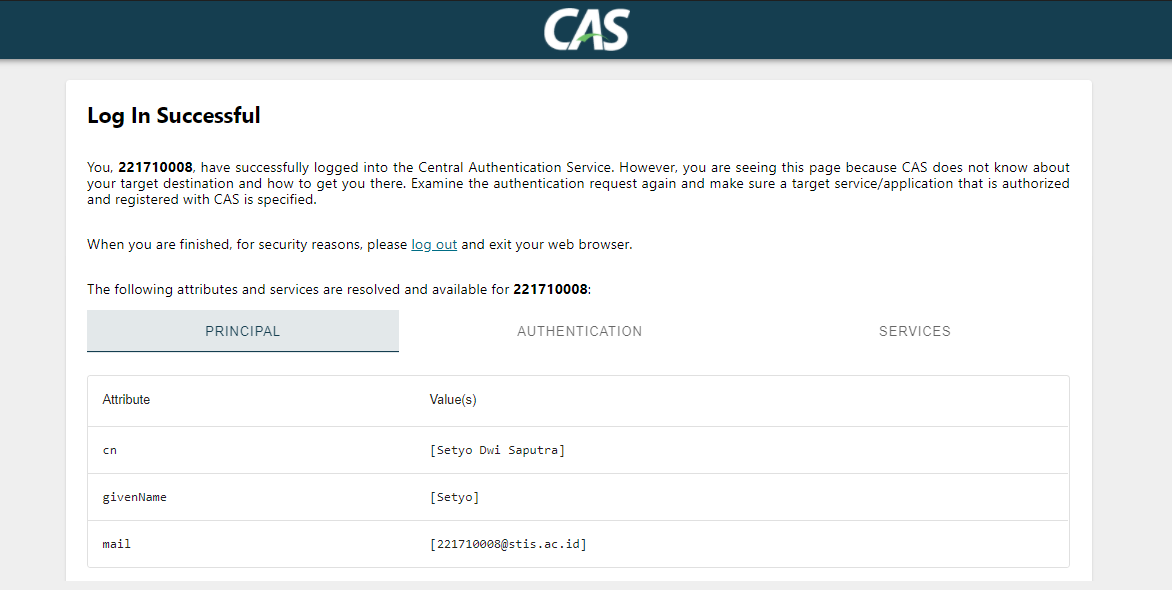 CAS
Log In Successful
You, 221710008, have successfully logged into the Central Authentication Service. However, you are seeing this page because CAS does not know about
your target destination and how to get you there. Examine the authentication request again and make sure a target service/application that is authorized
and registered with CAS is specified.
When you are finished, for security reasons, please log out and exit your web browser.
The following attributes and services are resolved and available for 221710008:
PRINCIPAL AUTHENTICATION SERVICES
Attribute Value(s)
cn [Setyo Dwi Saputra]
givenName [Setyo]
mail [221710008@stis.ac.id]